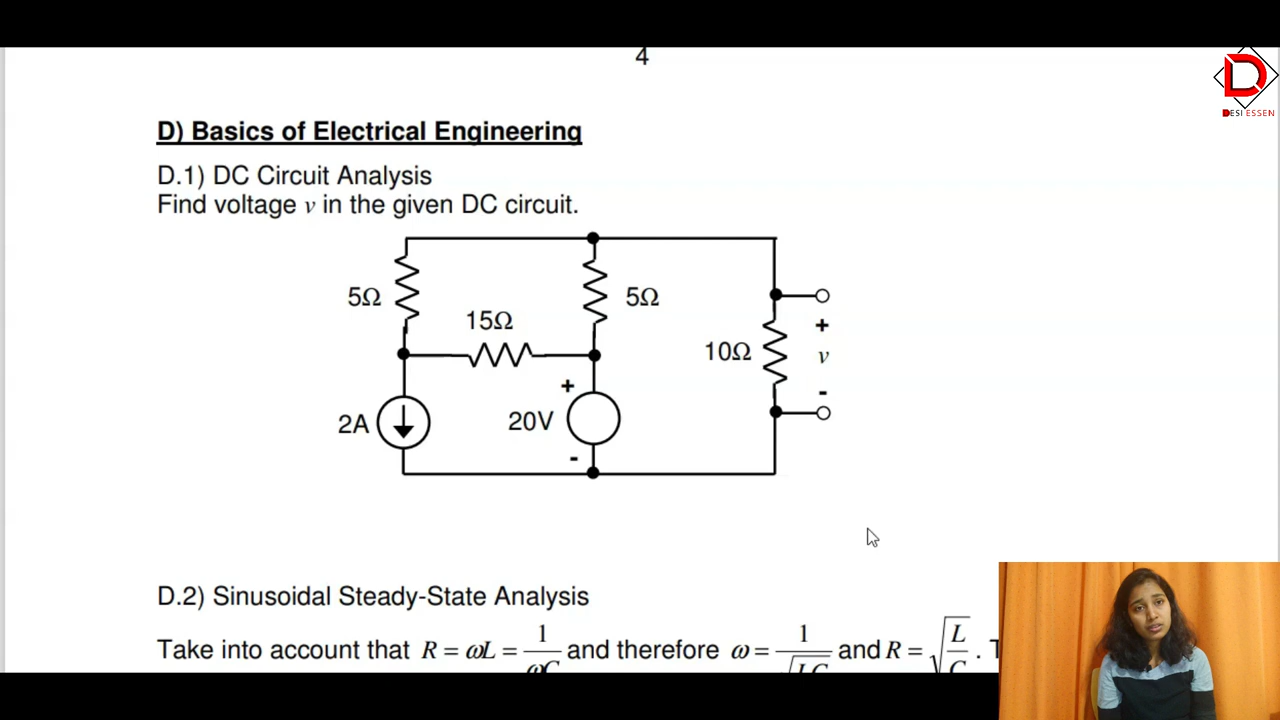 4
D
DESI ESSEN
D) Basics of Electrical Engineering
D.1) DC Circuit Analysis
Find voltage v in the given DC circuit.
5Ω
15Ω
5Ω
10Ω
+
v
-
+
2A
20V
-
D.2) Sinusoidal Steady-State Analysis
Take into account that R = ωL = 1/ωC and therefore ω = 1/√LC and R = √L/C. T